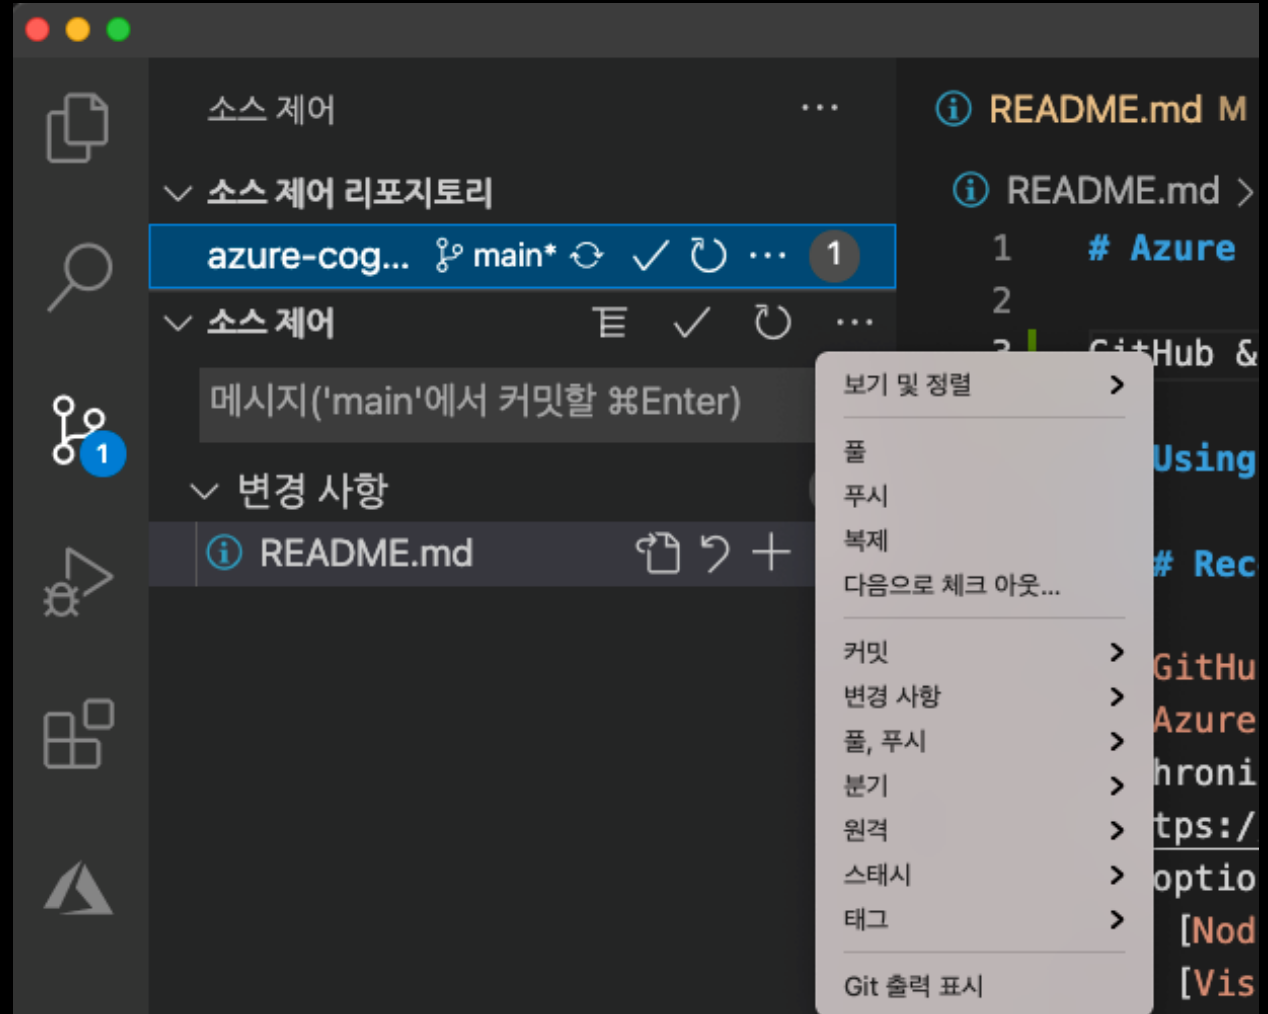 소스 제어
소스 제어 리포지토리
azure-cog... main* 1
소스 제어
메시지('main'에서 커밋할 ⌘Enter)
변경 사항
README.md
1
README.md M
README.md
1 # Azure
2
3 GitHub &
Using
# Rec
GitHu
Azure
hroni
tps:/
optio
[Nod
[Vis
보기 및 정렬
풀
푸시
복제
다음으로 체크 아웃...
커밋
변경 사항
풀, 푸시
분기
원격
스태시
태그
Git 출력 표시